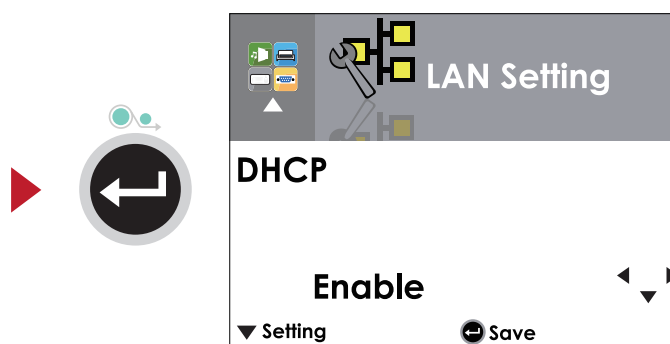 LAN Setting
DHCP
Enable
Setting
Save